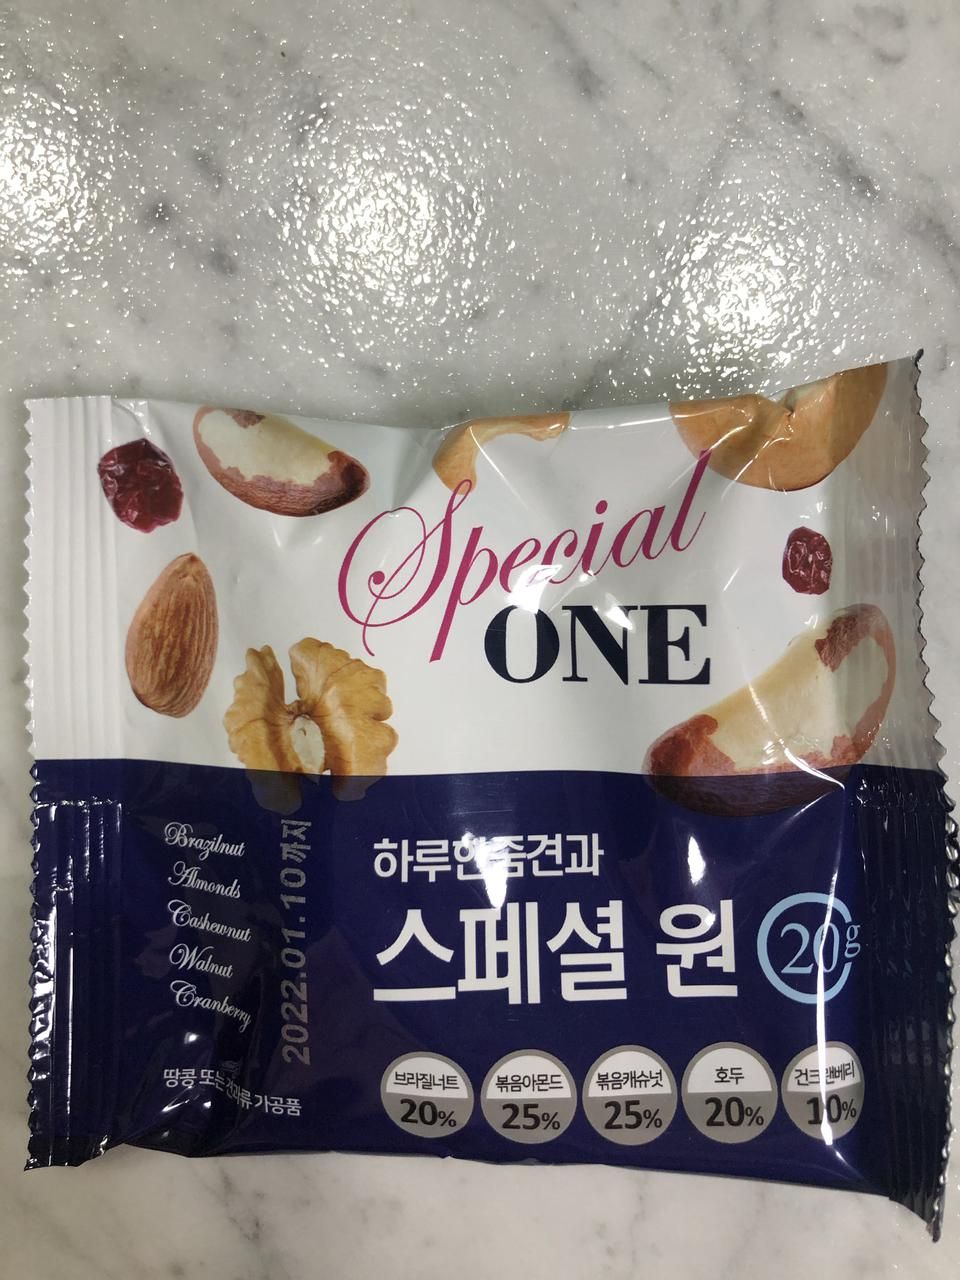 Special
ONE
Brazilnut
Almonds
Cashewnut
Walnut
Cranberry
2022.01.10까지
하루한줌견과
스페셜 원
20g
땅콩 또는 견과류 가공품
브라질너트
20%
볶음아몬드
25%
볶음캐슈넛
25%
호두
20%
건크랜베리
10%